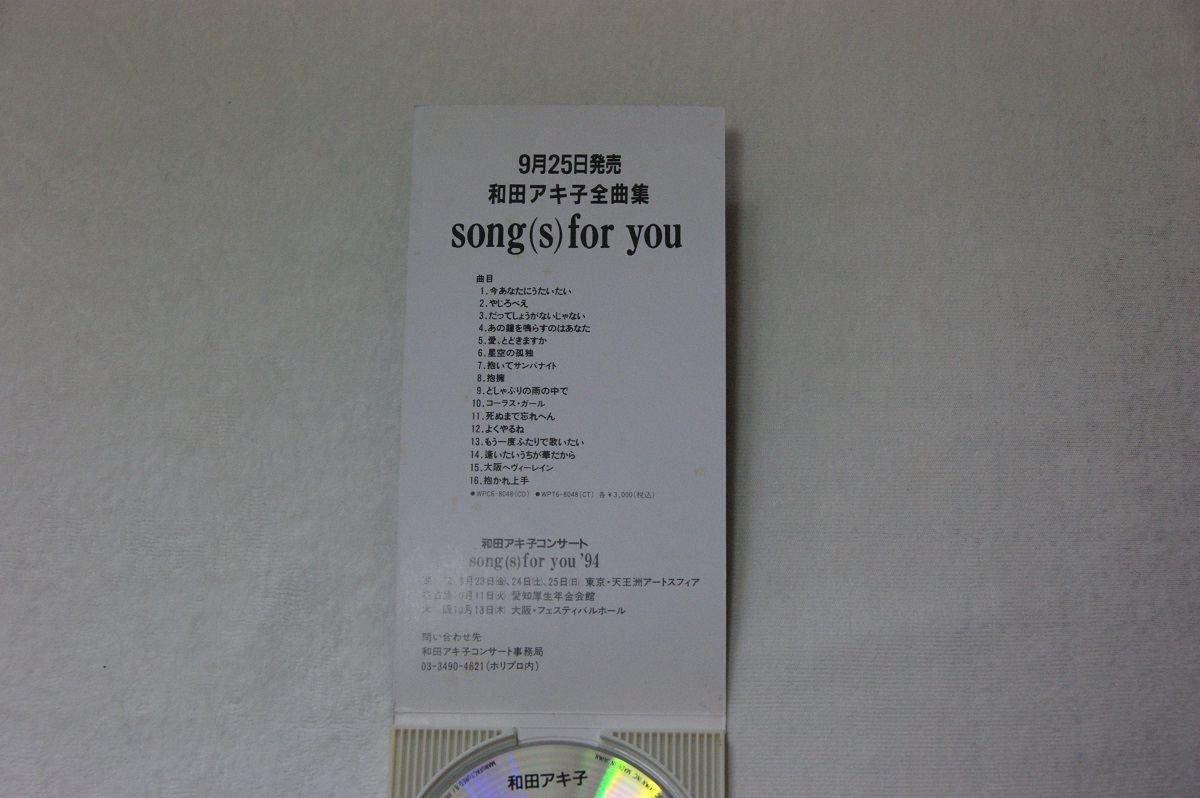 9月25日発売
和田アキ子全曲集
song(s) for you
曲目
1.今あなたにうたいたい
2.やじろべえ
3.だってしょうがないじゃない
4.あの鐘を鳴らすのはあなた
5.愛、とどきますか
6.星空の孤独
7.抱いてサンバナイト
8.抱擁
9.どしゃぶりの雨の中で
10.コーラス・ガール
11.死ぬまで忘れへん
12.よくやるね
13.もう一度ふたりで歌いたい
14.逢いたいうちが華だから
15.大阪へヴィーレイン
16.抱かれ上手
●WPC6-8048(CD) ●WPT6-8048(CT) 各¥3,000(税込)
和田アキ子コンサート
song(s) for you '94
月23日(金)、24日(土)、25日(日) 東京・天王洲アートスフィア
月11日(火) 愛知厚生年金会館
大阪10月13日(木) 大阪・フェスティバルホール
問い合わせ先
和田アキ子コンサート事務局
03-3490-4621(ホリプロ内)
和田アキ子